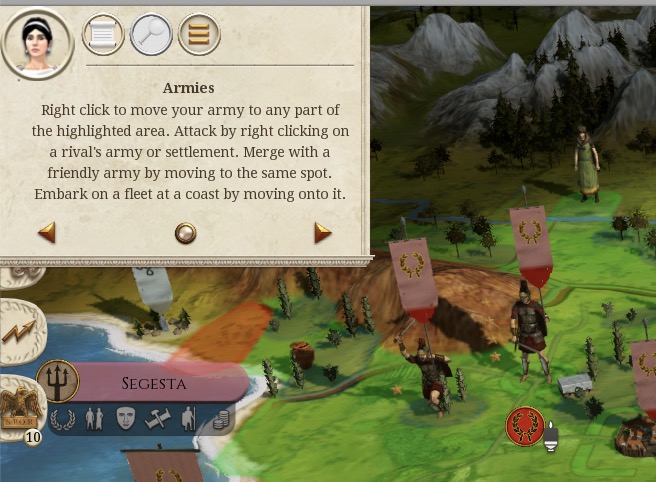 Armies
Right click to move your army to any part of
the highlighted area. Attack by right clicking on
a rival's army or settlement. Merge with a
friendly army by moving to the same spot.
Embark on a fleet at a coast by moving onto it.
SEGESTA
S·P·Q·R
10